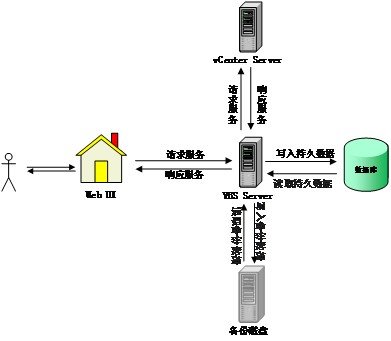 vCenter Server
请求服务
响应服务
请求服务
响应服务
Web UI
VBS Server
写入持久数据
读取持久数据
数据库
读取备份数据
写入备份数据
备份磁盘